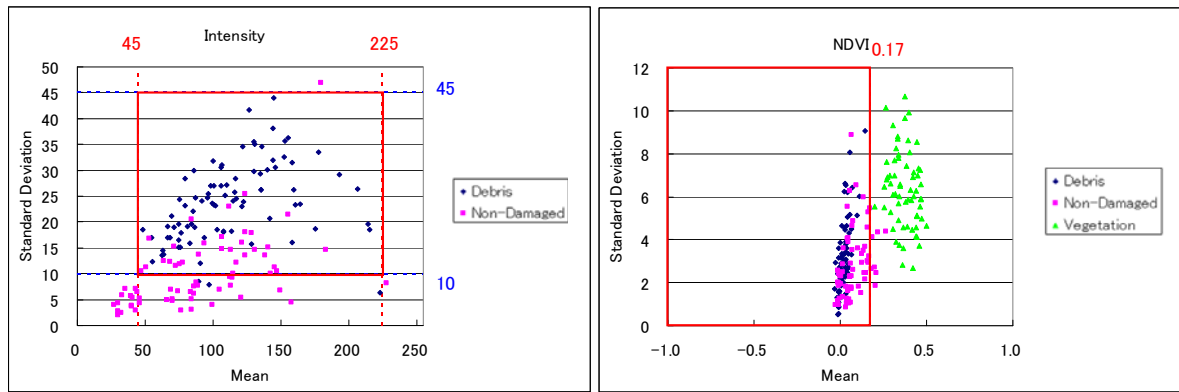 Intensity
45 225
50
45
40
35
30
25
20
15
10
5
0
45
10
0 50 100 150 200 250
Standard Deviation
Mean
Debris
Non-Damaged
NDVI 0.17
12
10
8
6
4
2
0
−1.0 −0.5 0.0 0.5 1.0
Standard Deviation
Mean
Debris
Non-Damaged
Vegetation